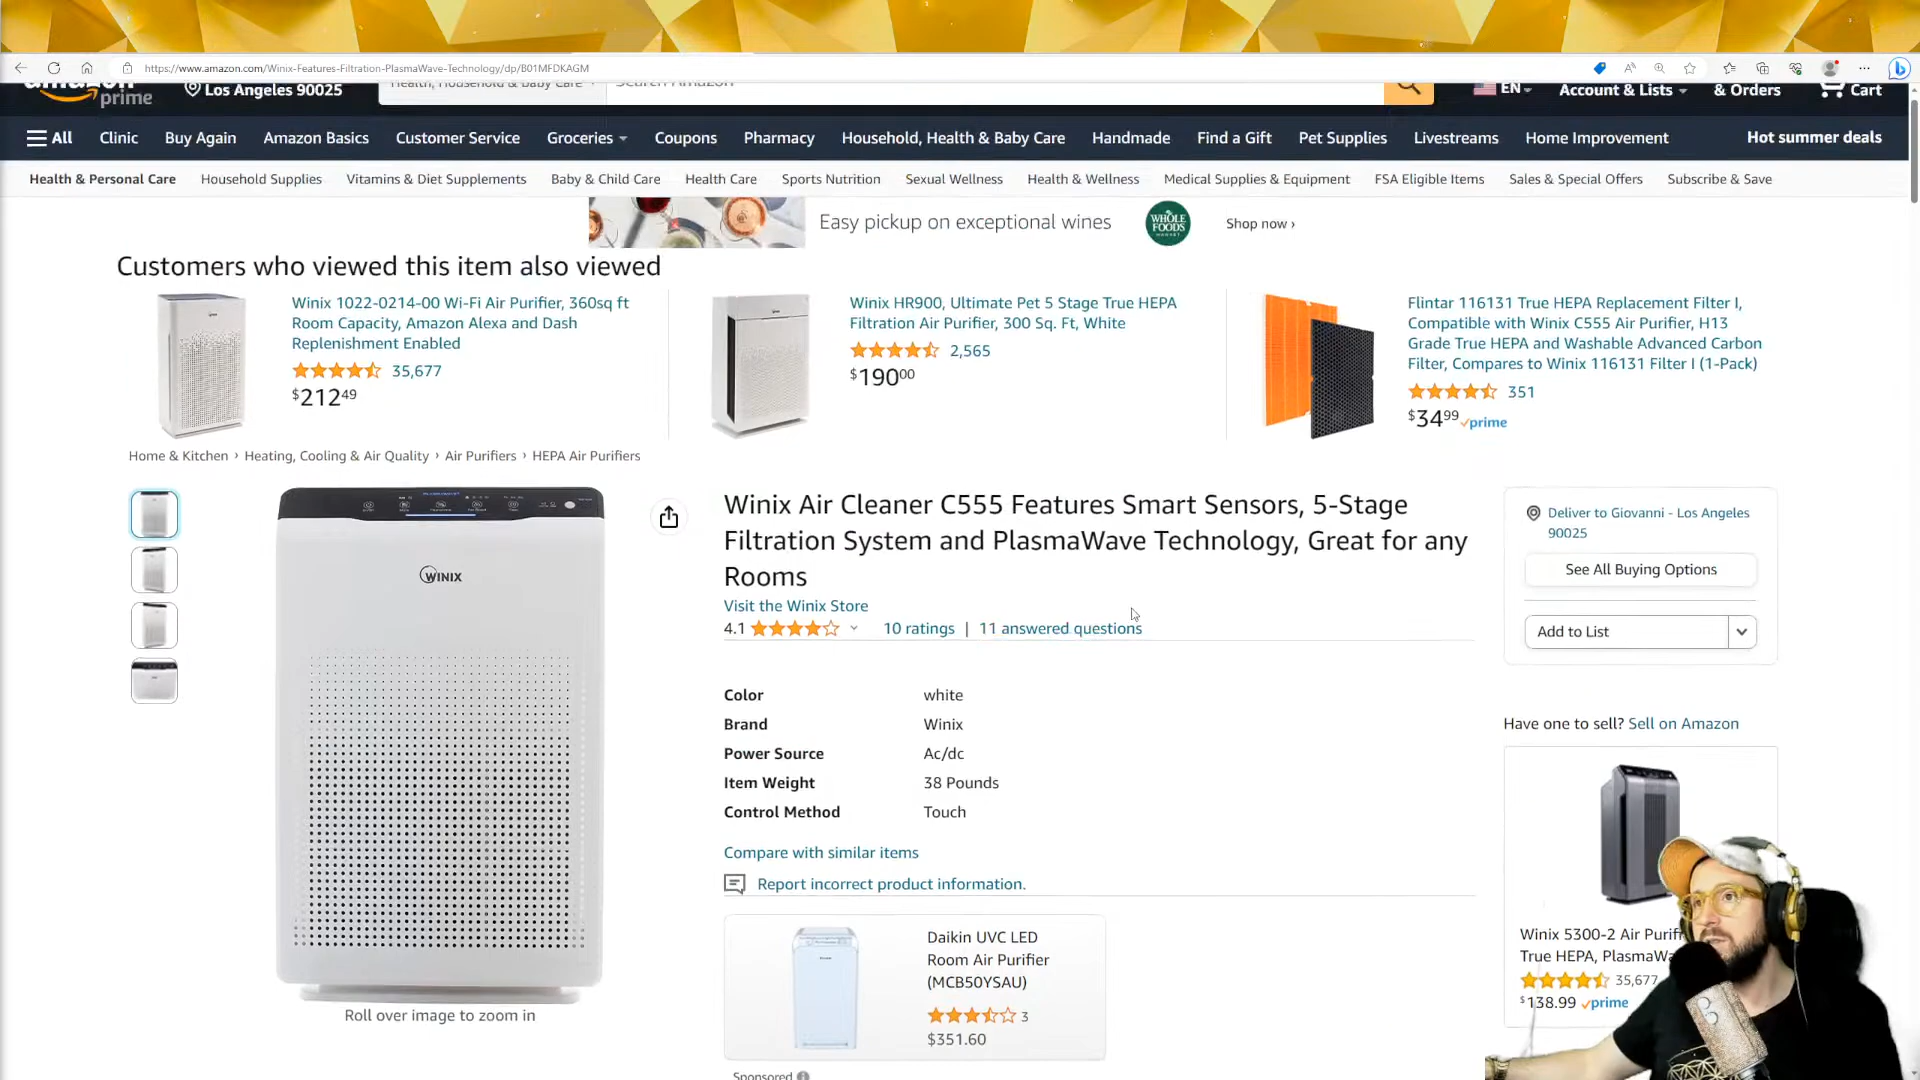 https://www.amazon.com/Winix-Features-Filtration-PlasmaWave-Technology/dp/B01MFDKAGM
amazon
prime
Los Angeles 90025
Health, Household & Baby Care
Search Amazon
EN
Account & Lists
& Orders
Cart
All
Clinic
Buy Again
Amazon Basics
Customer Service
Groceries
Coupons
Pharmacy
Household, Health & Baby Care
Handmade
Find a Gift
Pet Supplies
Livestreams
Home Improvement
Hot summer deals
Health & Personal Care
Household Supplies
Vitamins & Diet Supplements
Baby & Child Care
Health Care
Sports Nutrition
Sexual Wellness
Health & Wellness
Medical Supplies & Equipment
FSA Eligible Items
Sales & Special Offers
Subscribe & Save
Easy pickup on exceptional wines
WHOLE
FOODS
MARKET
Shop now ›
Customers who viewed this item also viewed
Winix 1022-0214-00 Wi-Fi Air Purifier, 360sq ft
Room Capacity, Amazon Alexa and Dash
Replenishment Enabled
35,677
$212⁴⁹
Winix HR900, Ultimate Pet 5 Stage True HEPA
Filtration Air Purifier, 300 Sq. Ft, White
2,565
$190⁰⁰
Flintar 116131 True HEPA Replacement Filter I,
Compatible with Winix C555 Air Purifier, H13
Grade True HEPA and Washable Advanced Carbon
Filter, Compares to Winix 116131 Filter I (1-Pack)
351
$34⁹⁹ prime
Home & Kitchen › Heating, Cooling & Air Quality › Air Purifiers › HEPA Air Purifiers
WINIX
Roll over image to zoom in
Winix Air Cleaner C555 Features Smart Sensors, 5-Stage
Filtration System and PlasmaWave Technology, Great for any
Rooms
Visit the Winix Store
4.1
10 ratings | 11 answered questions
Color white
Brand Winix
Power Source Ac/dc
Item Weight 38 Pounds
Control Method Touch
Compare with similar items
Report incorrect product information.
Daikin UVC LED
Room Air Purifier
(MCB50YSAU)
3
$351.60
Sponsored
Deliver to Giovanni - Los Angeles
90025
See All Buying Options
Add to List
Have one to sell? Sell on Amazon
Winix 5300-2 Air Purifi
True HEPA, PlasmaWa
35,677
$138.99 prime